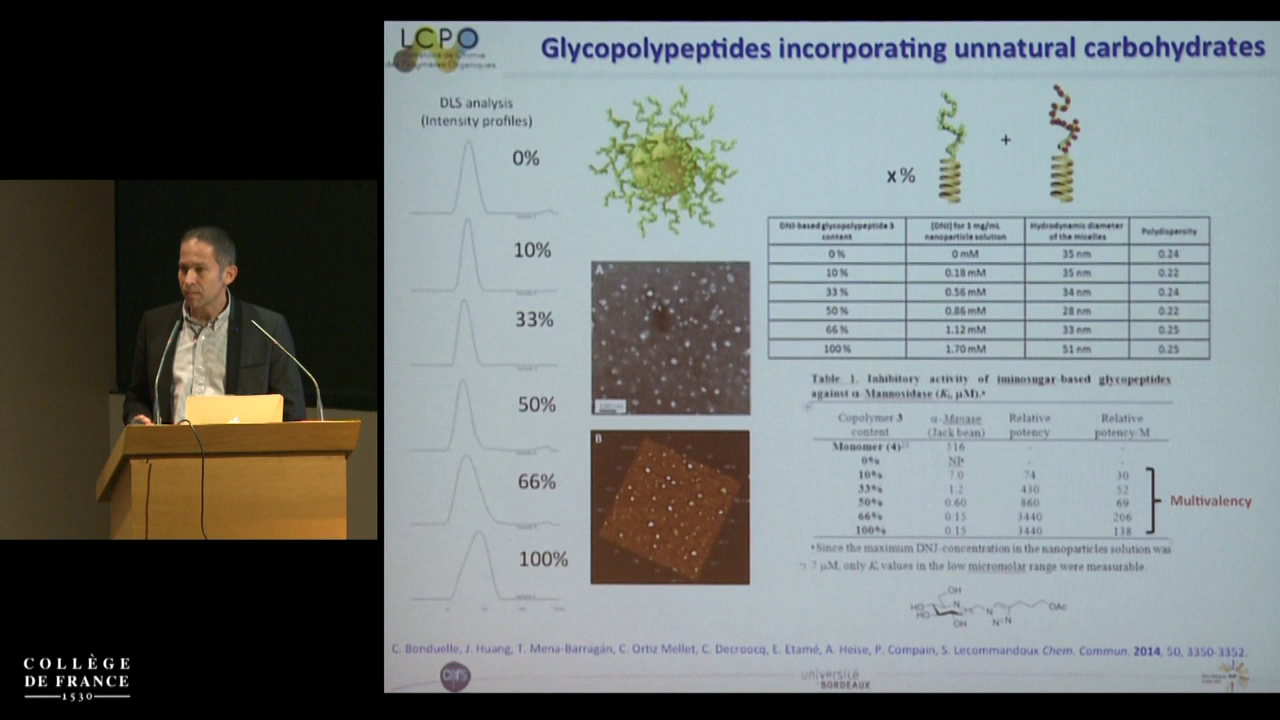 LCPO
Glycopolypeptides incorporating unnatural carbohydrates
DLS analysis
(Intensity profiles)
0%
10%
33%
50%
66%
100%
x %
+
A
B
DNJ-based glycopolypeptide 3 content | [DNJ] for 1 mg/mL nanoparticle solution | Hydrodynamic diameter of the micelles | Polydispersity
0 % | 0 mM | 35 nm | 0.24
10 % | 0.18 mM | 35 nm | 0.22
33 % | 0.56 mM | 34 nm | 0.24
50 % | 0.86 mM | 28 nm | 0.22
66 % | 1.12 mM | 33 nm | 0.25
100 % | 1.70 mM | 51 nm | 0.25
Table 1. Inhibitory activity of iminosugar-based glycopeptides
against α Mannosidase (Ki, µM).ª
Copolymer 3 content | α-Manase (Jack bean) | Relative potency | Relative potency/M
Monomer (4) | 516 | - | -
0% | NI | - | -
10% | 7.0 | 74 | 30
33% | 1.2 | 430 | 52
50% | 0.60 | 860 | 69
66% | 0.15 | 3440 | 206
100% | 0.15 | 3440 | 138
Multivalency
Since the maximum DNJ-concentration in the nanoparticles solution was
7 µM, only Ki values in the low micromolar range were measurable.
OH
HO
HO
OH
N
N
N=N
OAc
C. Bonduelle, J. Huang, T. Mena-Barragán, C. Ortiz Mellet, C. Decroocq, E. Etamé, A. Heise, P. Compain, S. Lecommandoux Chem. Commun. 2014, 50, 3350-3352.
cnrs
université
BORDEAUX
COLLÈGE
DE FRANCE
1530